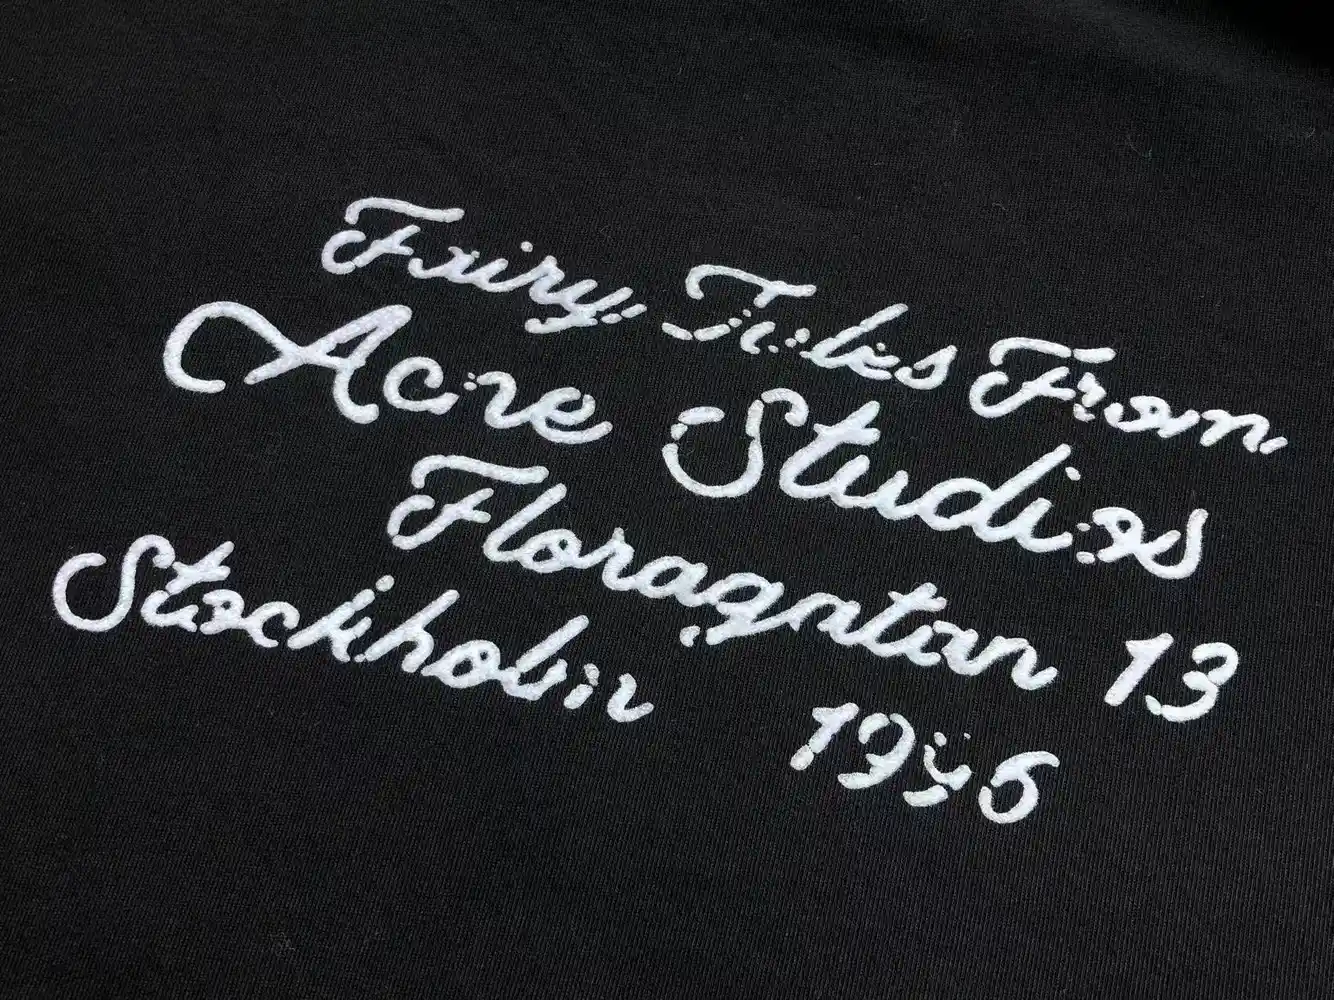 Fairy Tales From
Acne Studios
Floragatan 13
Stockholm 1996